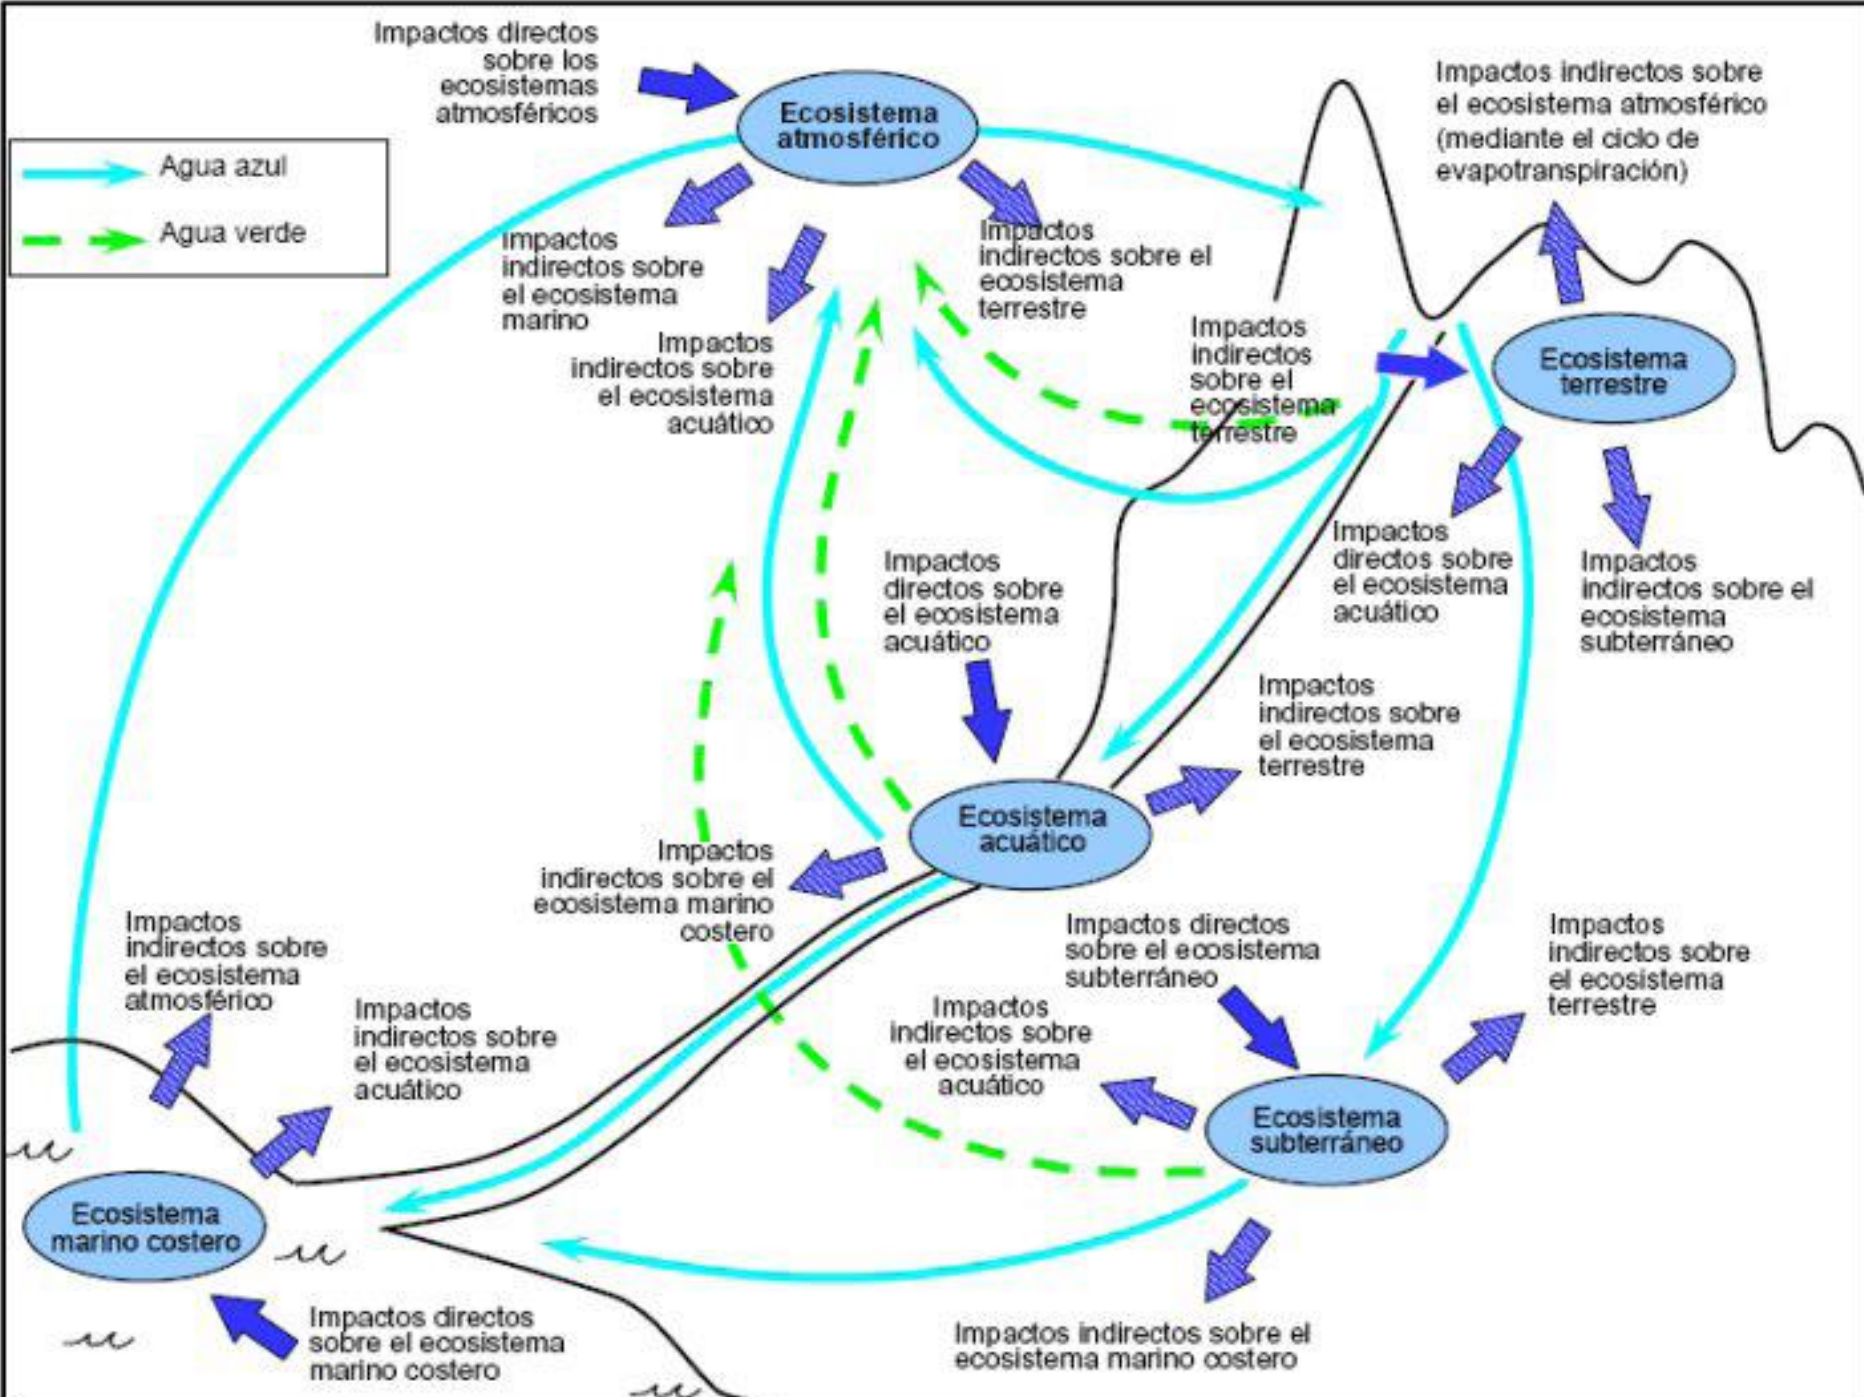 Impactos directos
sobre los
ecosistemas
atmosféricos
Ecosistema
atmosférico
Impactos indirectos sobre
el ecosistema atmosférico
(mediante el ciclo de
evapotranspiración)
Agua azul
Agua verde
Impactos
indirectos sobre
el ecosistema
marino
Impactos
indirectos sobre el
ecosistema
terrestre
Impactos
indirectos sobre
el ecosistema
acuático
Impactos
indirectos
sobre el
ecosistema
terrestre
Ecosistema
terrestre
Impactos
directos sobre
el ecosistema
acuático
Impactos
directos sobre
el ecosistema
acuático
Impactos
indirectos sobre el
ecosistema
subterráneo
Impactos
indirectos sobre
el ecosistema
terrestre
Ecosistema
acuático
Impactos
indirectos sobre el
ecosistema marino
costero
Impactos
indirectos sobre
el ecosistema
atmosférico
Impactos
indirectos sobre
el ecosistema
acuático
Impactos directos
sobre el ecosistema
subterráneo
Impactos
indirectos sobre
el ecosistema
terrestre
Impactos
indirectos sobre
el ecosistema
acuático
Ecosistema
subterráneo
Ecosistema
marino costero
Impactos directos
sobre el ecosistema
marino costero
Impactos indirectos sobre el
ecosistema marino costero